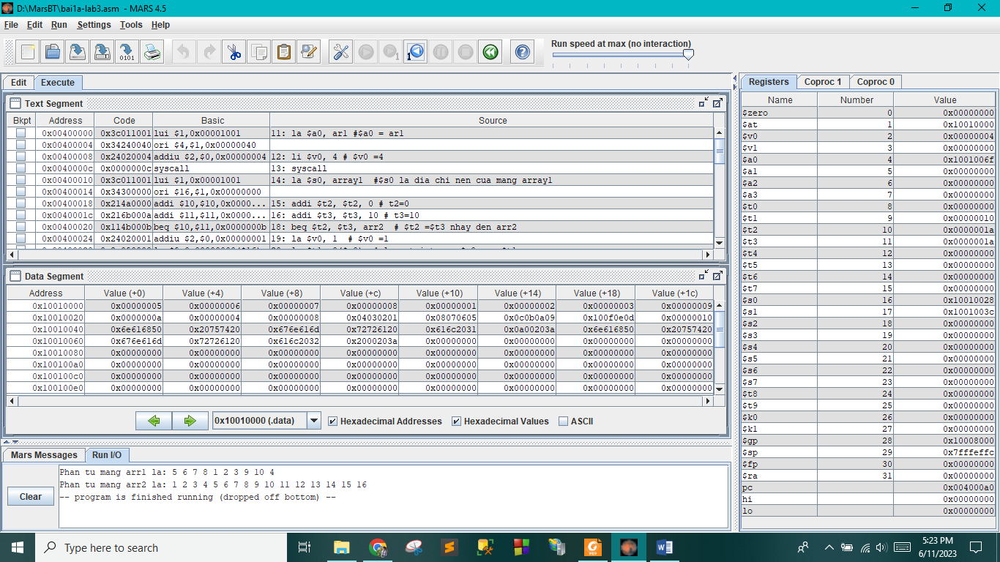 D:\MarsBT\bai1a-lab3.asm - MARS 4.5
File Edit Run Settings Tools Help
Run speed at max (no interaction)
Edit Execute
Text Segment
Bkpt Address Code Basic Source
0x00400000 0x3c011001 lui $1,0x00001001 11: la $a0, ar1 #$a0 = ar1
0x00400004 0x34240040 ori $4,$1,0x00000040
0x00400008 0x24020004 addiu $2,$0,0x00000004 12: li $v0, 4 # $v0 =4
0x0040000c 0x0000000c syscall 13: syscall
0x00400010 0x3c011001 lui $1,0x00001001 14: la $s0, array1 #$s0 la dia chi nen cua mang array1
0x00400014 0x34300000 ori $16,$1,0x00000000
0x00400018 0x214a0000 addi $10,$10,0x0000... 15: addi $t2, $t2, 0 # t2=0
0x0040001c 0x216b000a addi $11,$11,0x0000... 16: addi $t3, $t3, 10 # t3=10
0x00400020 0x114b000b beq $10,$11,0x0000000b 18: beq $t2, $t3, arr2 # $t2 =$t3 nhay den arr2
0x00400024 0x24020001 addiu $2,$0,0x00000001 19: la $v0, 1 # $v0 =1
Data Segment
Address Value (+0) Value (+4) Value (+8) Value (+c) Value (+10) Value (+14) Value (+18) Value (+1c)
0x10010000 0x00000005 0x00000006 0x00000007 0x00000008 0x00000001 0x00000002 0x00000003 0x00000009
0x10010020 0x0000000a 0x00000004 0x00000008 0x04030201 0x08070605 0x0c0b0a09 0x100f0e0d 0x00000010
0x10010040 0x6e616850 0x20757420 0x676e616d 0x72726120 0x616c2031 0x0a00203a 0x6e616850 0x20757420
0x10010060 0x676e616d 0x72726120 0x616c2032 0x2000203a 0x00000000 0x00000000 0x00000000 0x00000000
0x10010080 0x00000000 0x00000000 0x00000000 0x00000000 0x00000000 0x00000000 0x00000000 0x00000000
0x100100a0 0x00000000 0x00000000 0x00000000 0x00000000 0x00000000 0x00000000 0x00000000 0x00000000
0x100100c0 0x00000000 0x00000000 0x00000000 0x00000000 0x00000000 0x00000000 0x00000000 0x00000000
0x100100e0 0x00000000 0x00000000 0x00000000 0x00000000 0x00000000 0x00000000 0x00000000 0x00000000
0x10010000 (.data) Hexadecimal Addresses Hexadecimal Values ASCII
Mars Messages Run I/O
Clear
Phan tu mang arr1 la: 5 6 7 8 1 2 3 9 10 4
Phan tu mang arr2 la: 1 2 3 4 5 6 7 8 9 10 11 12 13 14 15 16
-- program is finished running (dropped off bottom) --
Registers Coproc 1 Coproc 0
Name Number Value
$zero 0 0x00000000
$at 1 0x10010000
$v0 2 0x00000004
$v1 3 0x00000000
$a0 4 0x1001006f
$a1 5 0x00000000
$a2 6 0x00000000
$a3 7 0x00000000
$t0 8 0x00000000
$t1 9 0x00000010
$t2 10 0x0000001a
$t3 11 0x0000001a
$t4 12 0x00000000
$t5 13 0x00000000
$t6 14 0x00000000
$t7 15 0x00000000
$s0 16 0x10010028
$s1 17 0x1001003c
$s2 18 0x00000000
$s3 19 0x00000000
$s4 20 0x00000000
$s5 21 0x00000000
$s6 22 0x00000000
$s7 23 0x00000000
$t8 24 0x00000000
$t9 25 0x00000000
$k0 26 0x00000000
$k1 27 0x00000000
$gp 28 0x10008000
$sp 29 0x7fffeffc
$fp 30 0x00000000
$ra 31 0x00000000
pc 0x004000a0
hi 0x00000000
lo 0x00000000
Type here to search
5:23 PM
6/11/2023